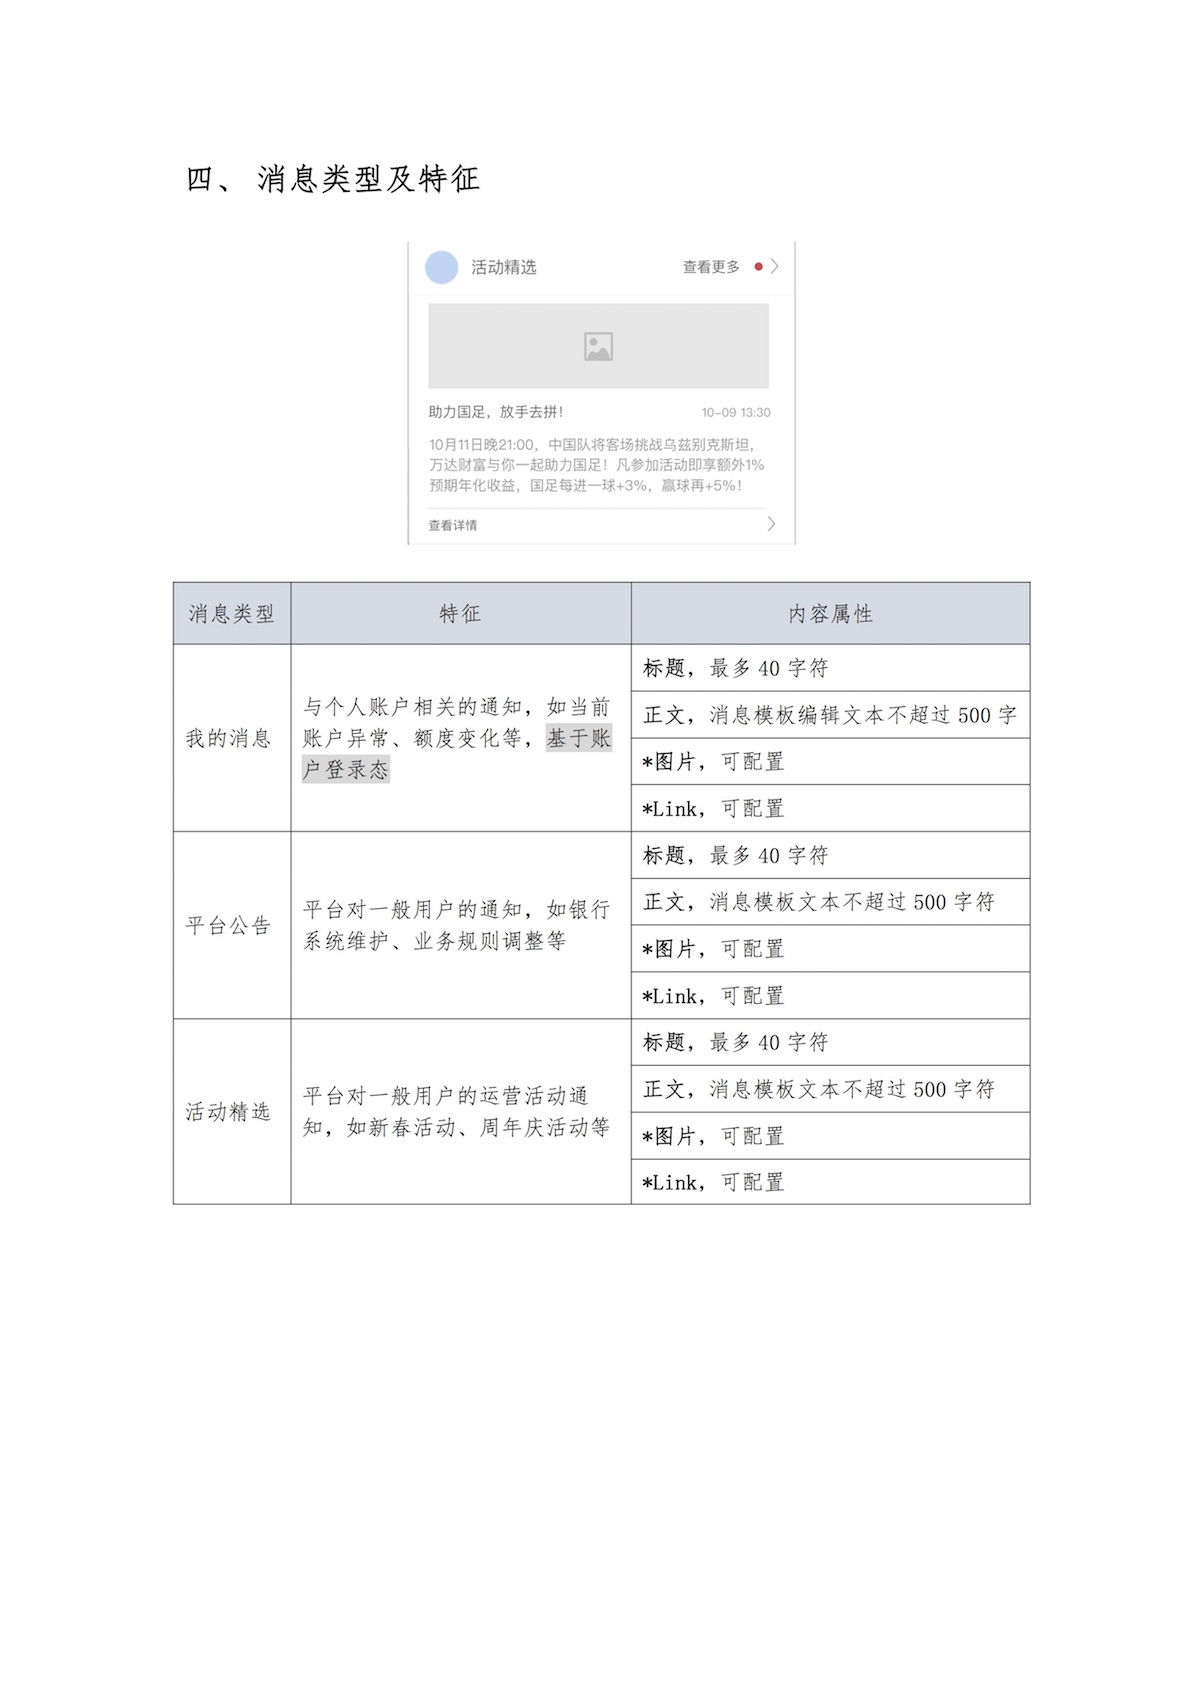 四、 消息类型及特征
活动精选
查看更多
助力国足，放手去拼！
10-09 13:30
10月11日晚21:00，中国队将客场挑战乌兹别克斯坦，
万达财富与你一起助力国足！凡参加活动即享额外1%
预期年化收益，国足每进一球+3%，赢球再+5%！
查看详情
消息类型
特征
内容属性
我的消息
与个人账户相关的通知，如当前
账户异常、额度变化等，基于账
户登录态
标题，最多 40 字符
正文，消息模板编辑文本不超过 500 字
*图片，可配置
*Link，可配置
平台公告
平台对一般用户的通知，如银行
系统维护、业务规则调整等
标题，最多 40 字符
正文，消息模板文本不超过 500 字符
*图片，可配置
*Link，可配置
活动精选
平台对一般用户的运营活动通
知，如新春活动、周年庆活动等
标题，最多 40 字符
正文，消息模板文本不超过 500 字符
*图片，可配置
*Link，可配置